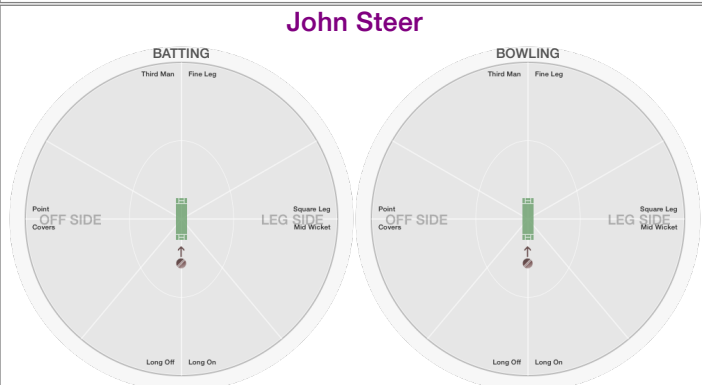 John Steer
BATTING
Third Man Fine Leg
Point
OFF SIDE
Covers
Square Leg
LEG SIDE
Mid Wicket
Long Off Long On
BOWLING
Third Man Fine Leg
Point
OFF SIDE
Covers
Square Leg
LEG SIDE
Mid Wicket
Long Off Long On